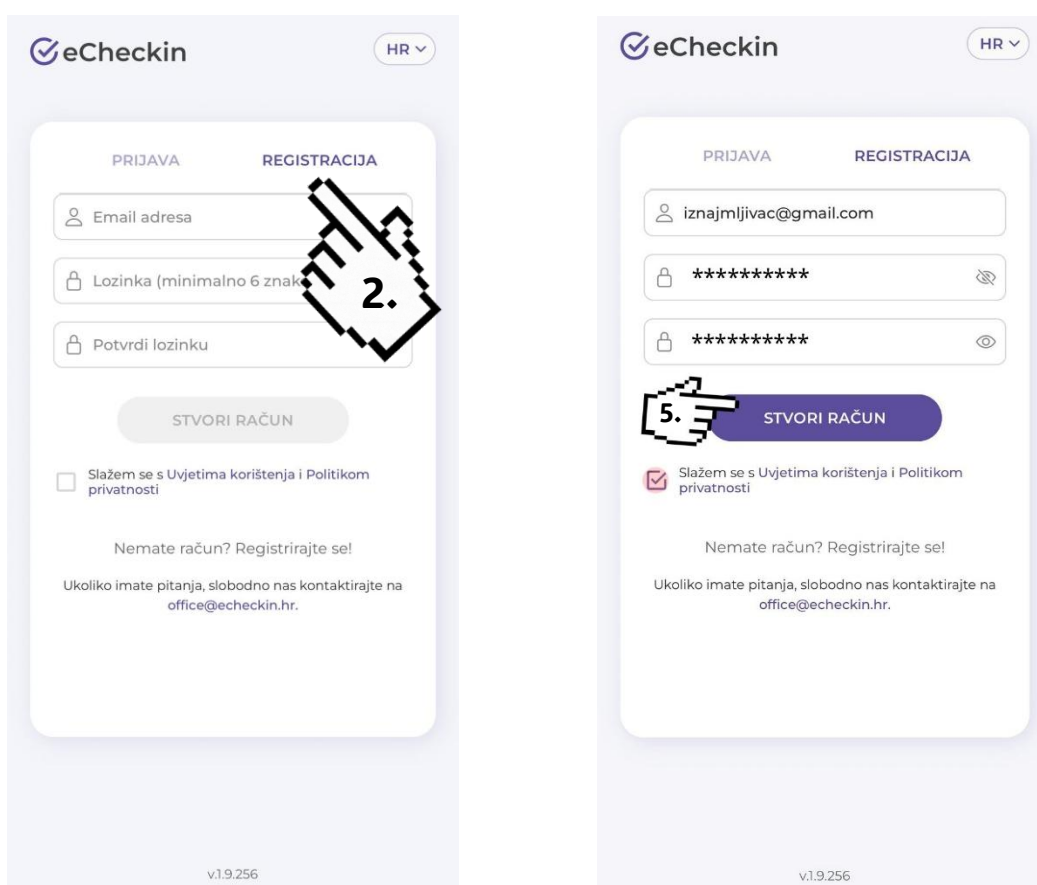 eCheckin
HR
PRIJAVA REGISTRACIJA
Email adresa
Lozinka (minimalno 6 znak
2.
Potvrdi lozinku
STVORI RAČUN
Slažem se s Uvjetima korištenja i Politikom
privatnosti
Nemate račun? Registrirajte se!
Ukoliko imate pitanja, slobodno nas kontaktirajte na
office@echeckin.hr.
v.1.9.256
eCheckin
HR
PRIJAVA REGISTRACIJA
iznajmljivac@gmail.com
**********
**********
5.
STVORI RAČUN
Slažem se s Uvjetima korištenja i Politikom
privatnosti
Nemate račun? Registrirajte se!
Ukoliko imate pitanja, slobodno nas kontaktirajte na
office@echeckin.hr.
v.1.9.256